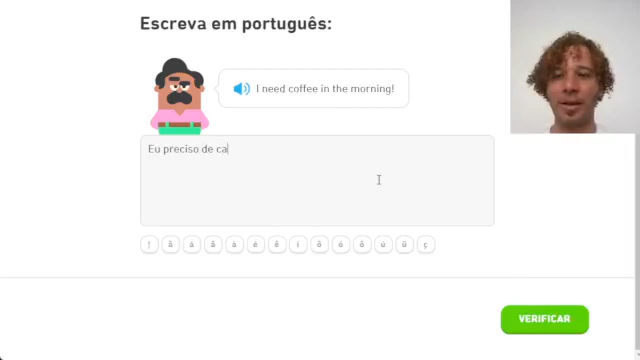 Escreva em português:
I need coffee in the morning!
Eu preciso de ca
! ã á â à é ê í õ ó ô ú ü ç
VERIFICAR